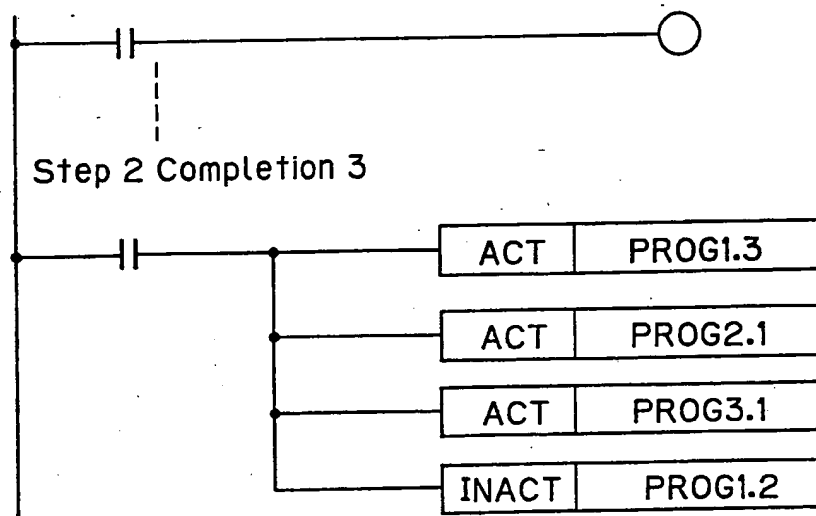 Step 2 Completion 3
ACT PROG1.3
ACT PROG2.1
ACT PROG3.1
INACT PROG1.2